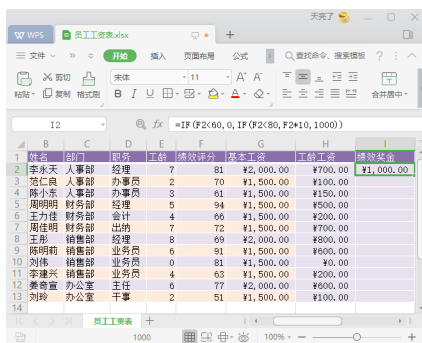 天亮了
WPS 员工工资表.xlsx +
文件 开始 插入 页面布局 公式 查找命令、搜索模板 ?
粘贴 剪切 复制 格式刷 宋体 11 A+ A- B I U A 合并居中
I2 fx =IF(F2<60,0,IF(F2<80,F2*10,1000))
B C D E F G H I
1 姓名 部门 职务 工龄 绩效评分 基本工资 工龄工资 绩效奖金
2 李永天 人事部 经理 7 81 ¥2,000.00 ¥700.00 ¥1,000.00
3 范仁良 人事部 办事员 2 70 ¥1,500.00 ¥100.00
4 陈小东 人事部 办事员 3 61 ¥1,500.00 ¥150.00
5 周明明 财务部 经理 5 94 ¥1,500.00 ¥500.00
6 王力佳 财务部 会计 4 66 ¥1,500.00 ¥200.00
7 周佳明 财务部 出纳 7 72 ¥1,500.00 ¥700.00
8 王彤 销售部 经理 8 69 ¥2,000.00 ¥800.00
9 陈明莉 销售部 业务员 6 91 ¥1,500.00 ¥600.00
10 刘伟 销售部 业务员 0 81 ¥1,500.00 ¥0.00
11 李建兴 销售部 业务员 4 63 ¥1,500.00 ¥200.00
12 姜奇宣 办公室 主任 6 77 ¥2,000.00 ¥600.00
13 刘玲 办公室 干事 2 51 ¥1,500.00 ¥100.00
14
员工工资表 +
1000 100%